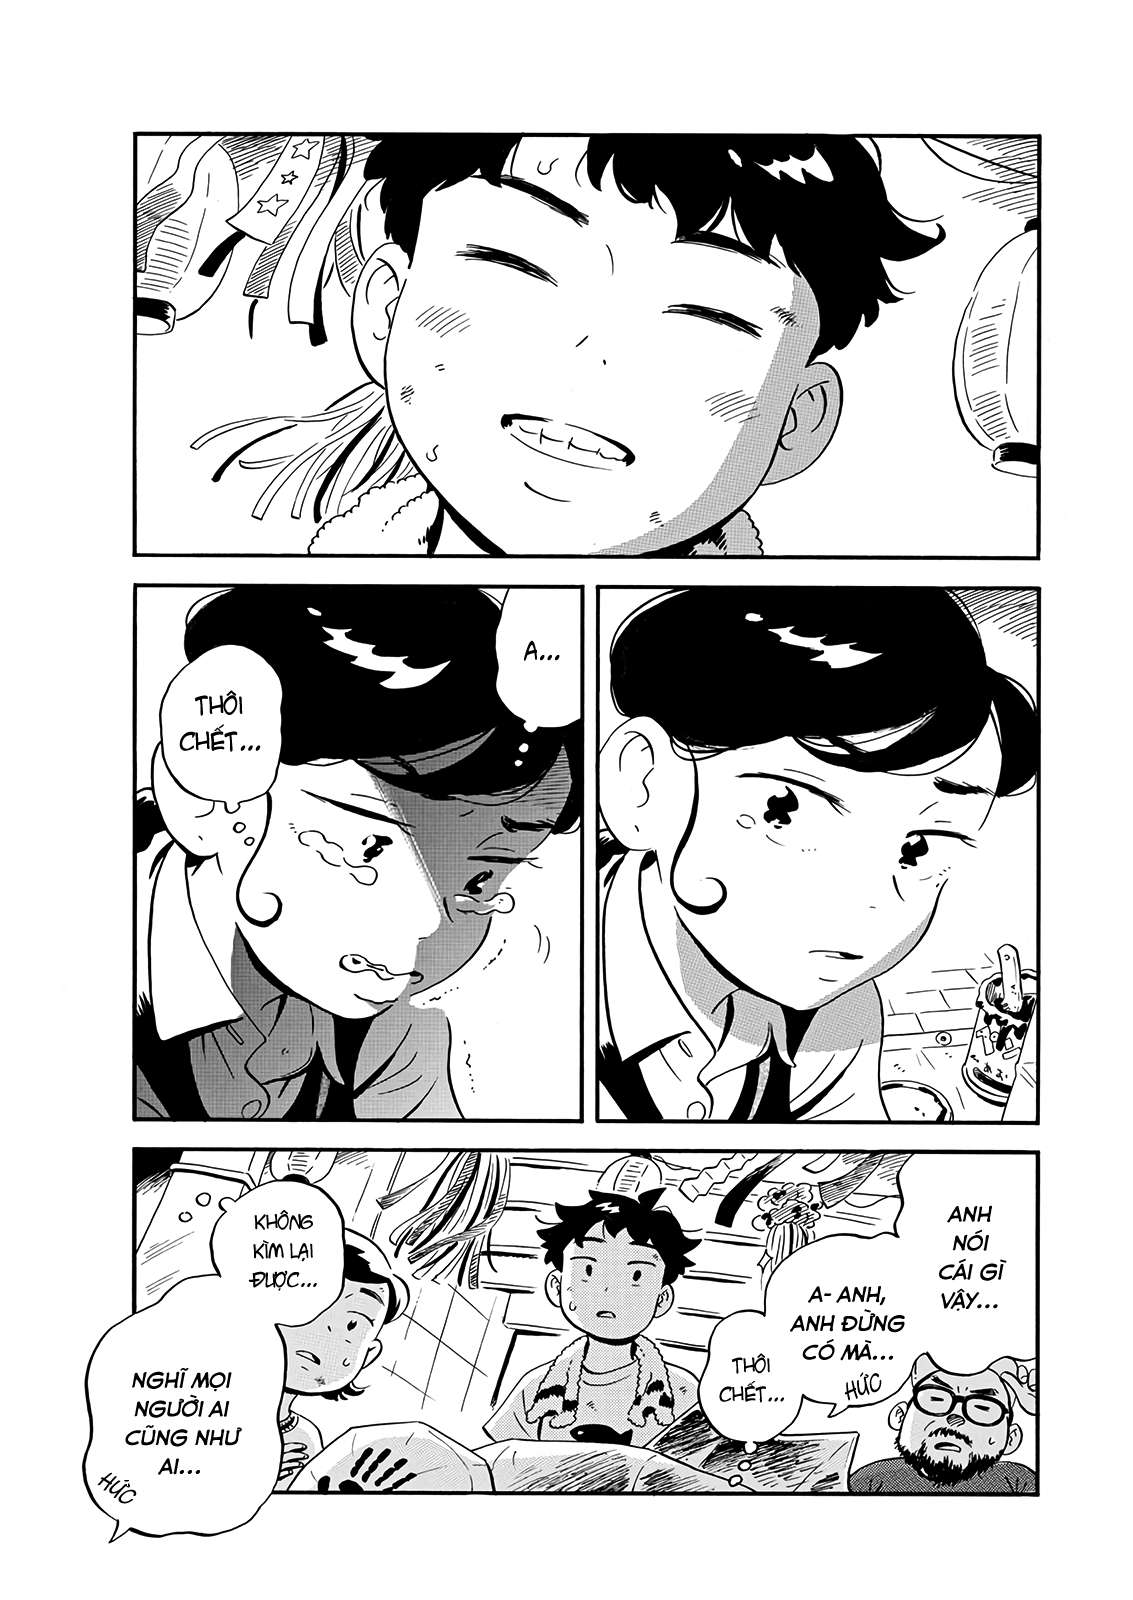 A...
THÔI
CHẾT...
ANH
NÓI
CÁI GÌ
VẬY...
A- ANH,
ANH ĐỪNG
CÓ MÀ...
HỨC
THÔI
CHẾT...
KHÔNG
KÌM LẠI
ĐƯỢC...
NGHĨ MỌI
NGƯỜI AI
CŨNG NHƯ
AI...
HỨC